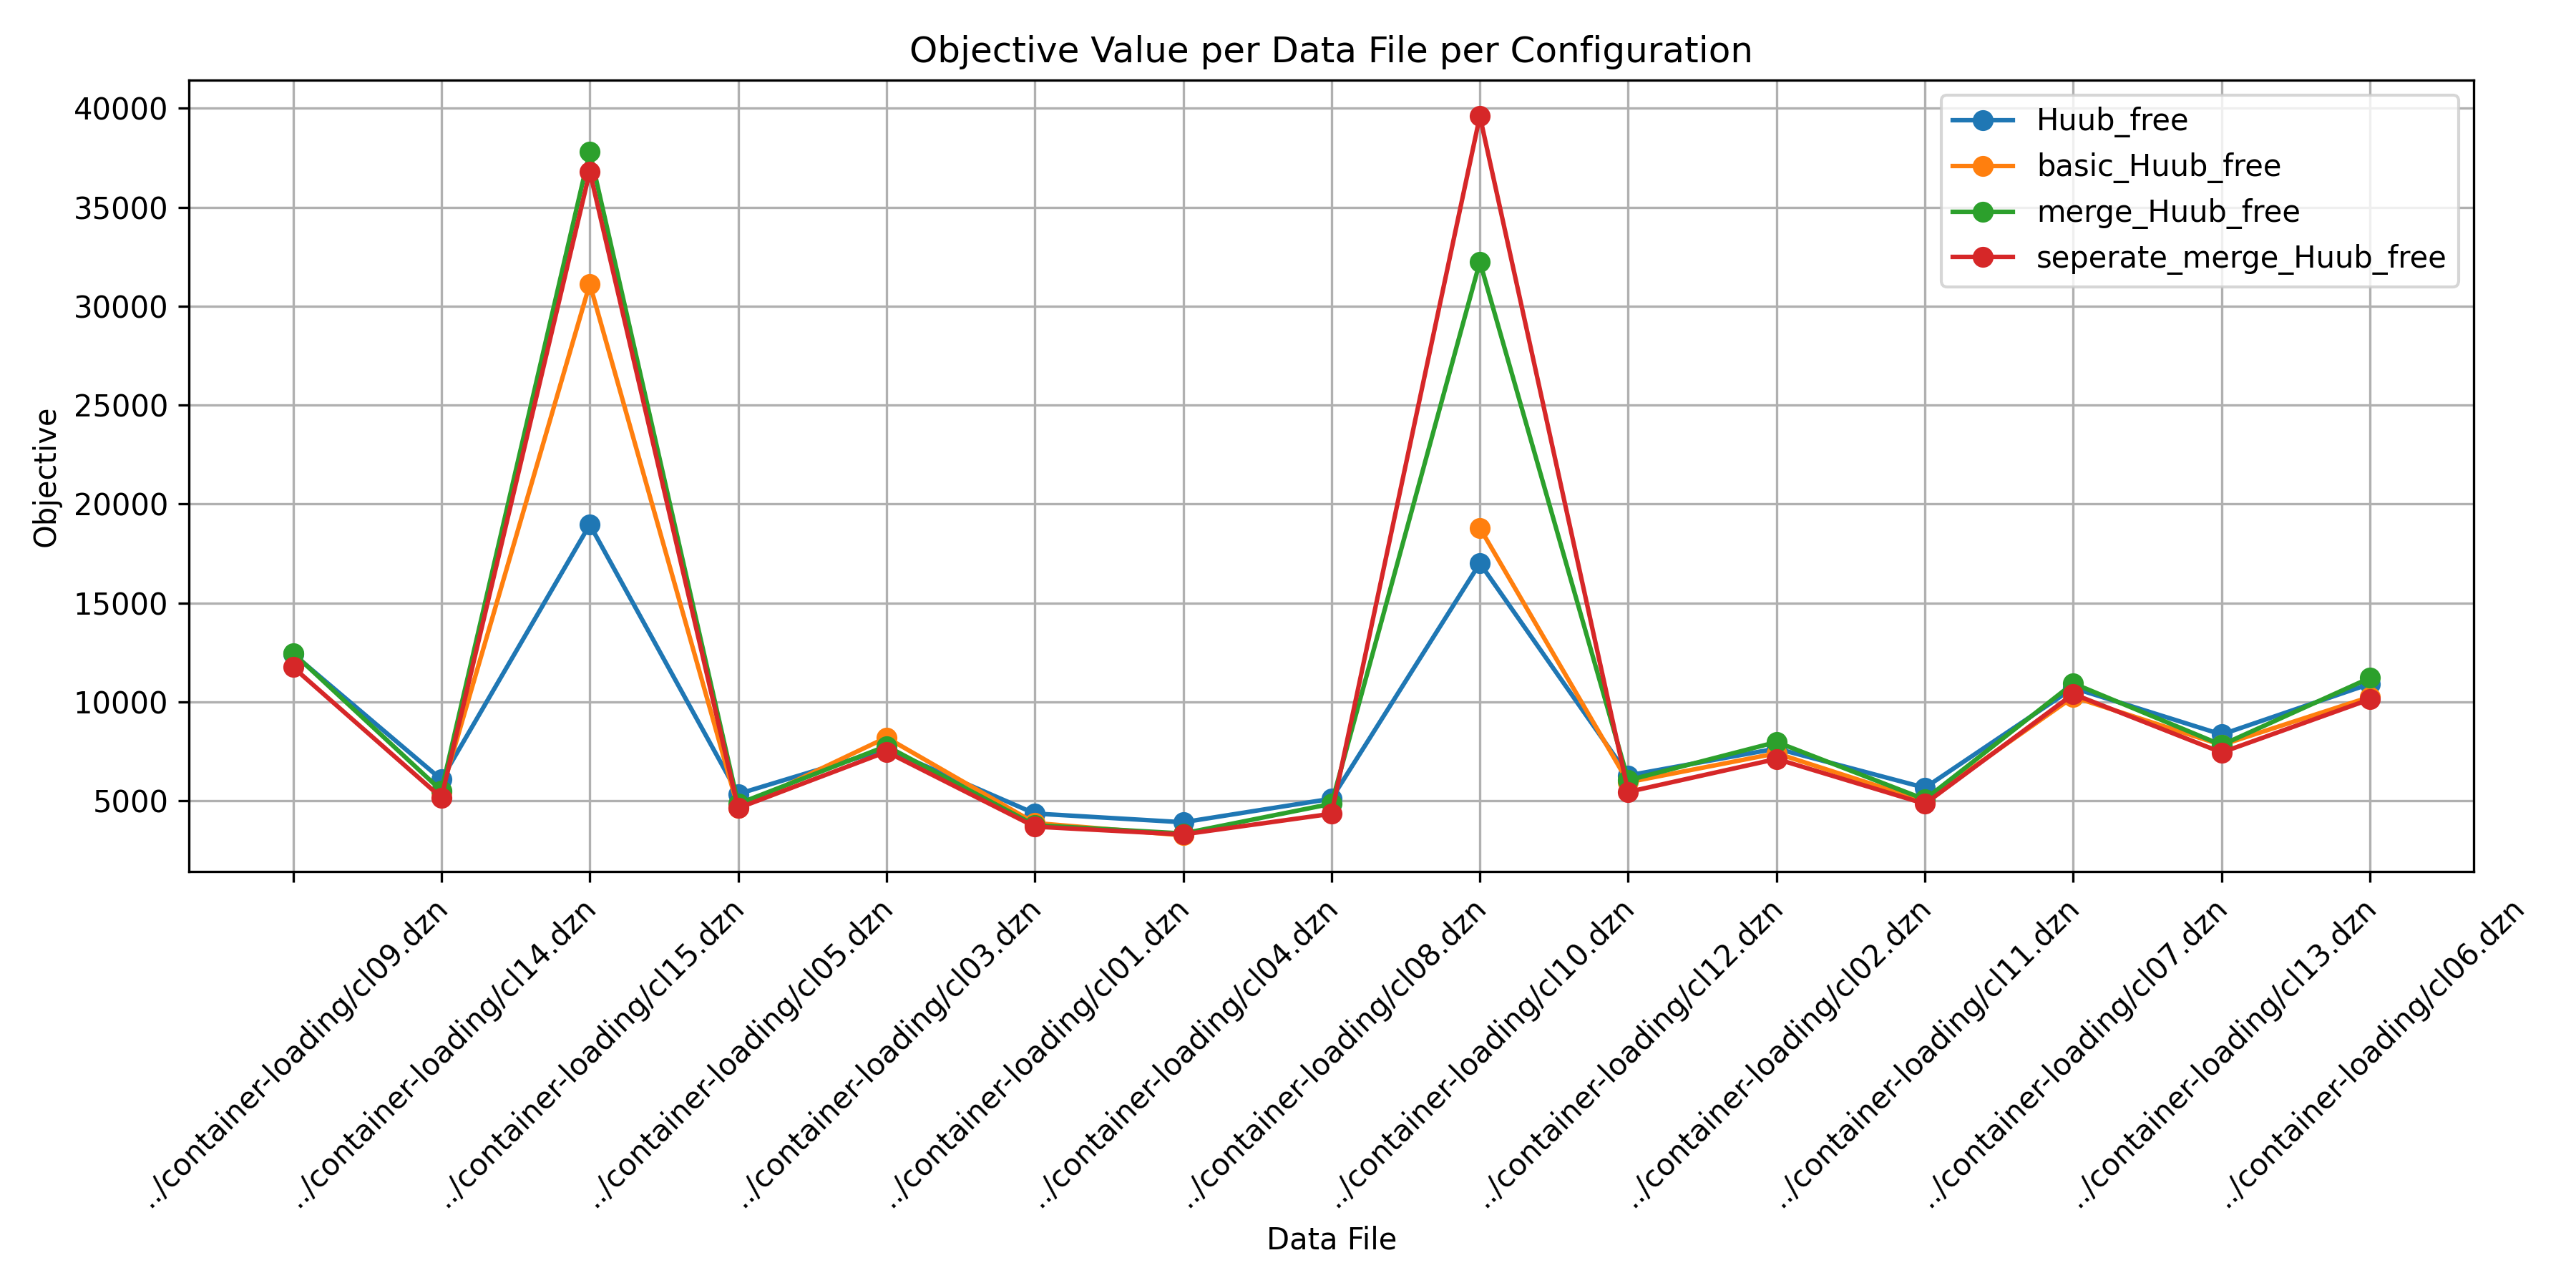 Objective Value per Data File per Configuration
40000
35000
30000
25000
20000
15000
10000
5000
Objective
Huub_free
basic_Huub_free
merge_Huub_free
seperate_merge_Huub_free
../container-loading/cl09.dzn
../container-loading/cl14.dzn
../container-loading/cl15.dzn
../container-loading/cl05.dzn
../container-loading/cl03.dzn
../container-loading/cl01.dzn
../container-loading/cl04.dzn
../container-loading/cl08.dzn
../container-loading/cl10.dzn
../container-loading/cl12.dzn
../container-loading/cl02.dzn
../container-loading/cl11.dzn
../container-loading/cl07.dzn
../container-loading/cl13.dzn
../container-loading/cl06.dzn
Data File